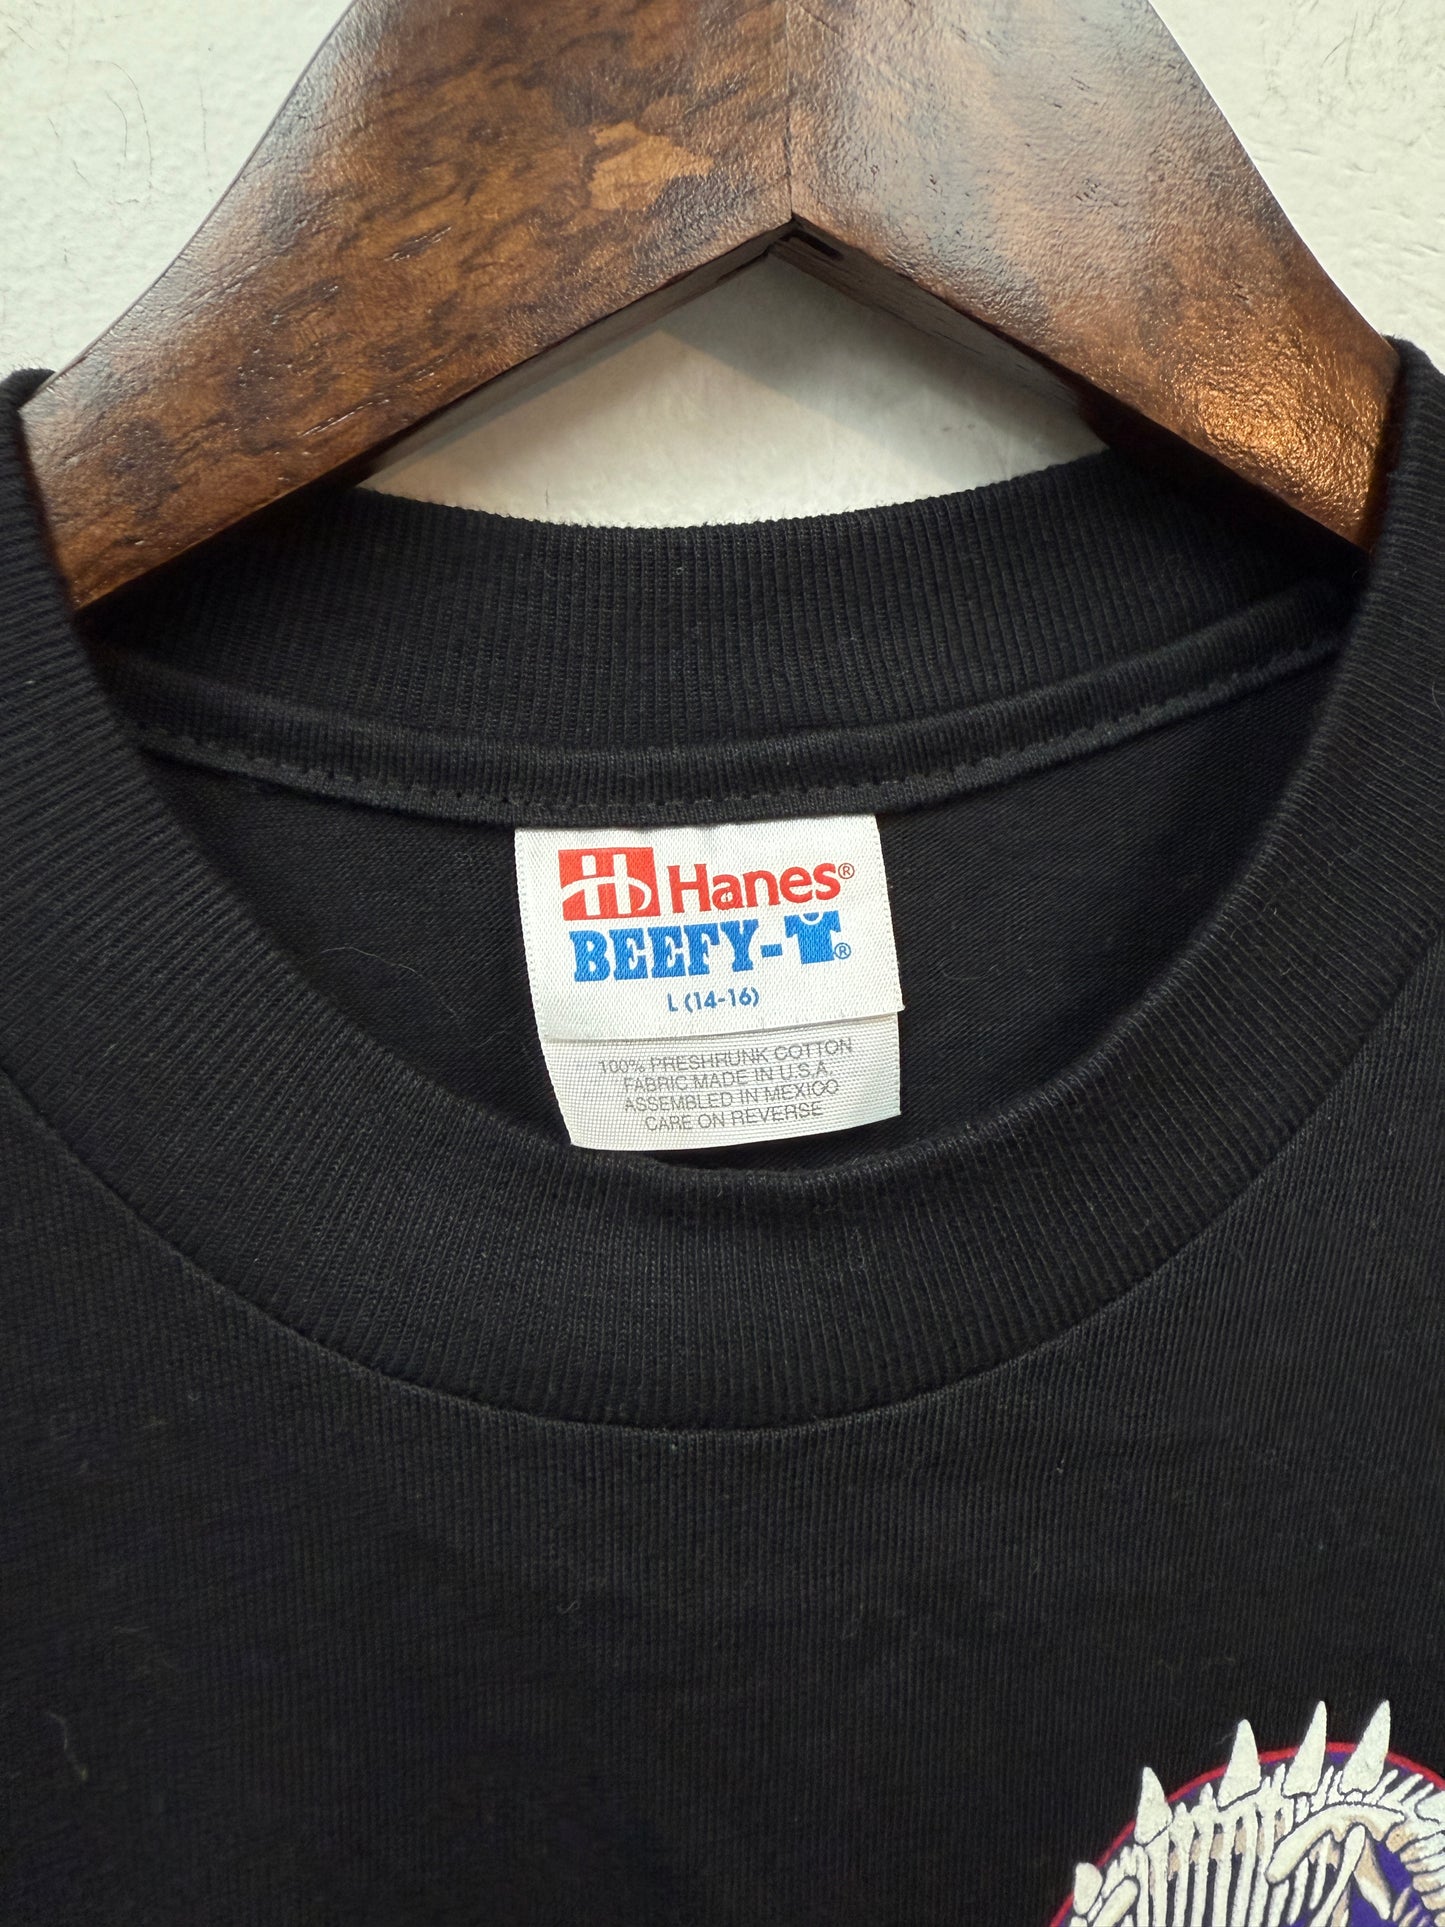 Hanes®
BEEFY-T®
L (14-16)
100% PRESHRUNK COTTON
FABRIC MADE IN U.S.A.
ASSEMBLED IN MEXICO
CARE ON REVERSE